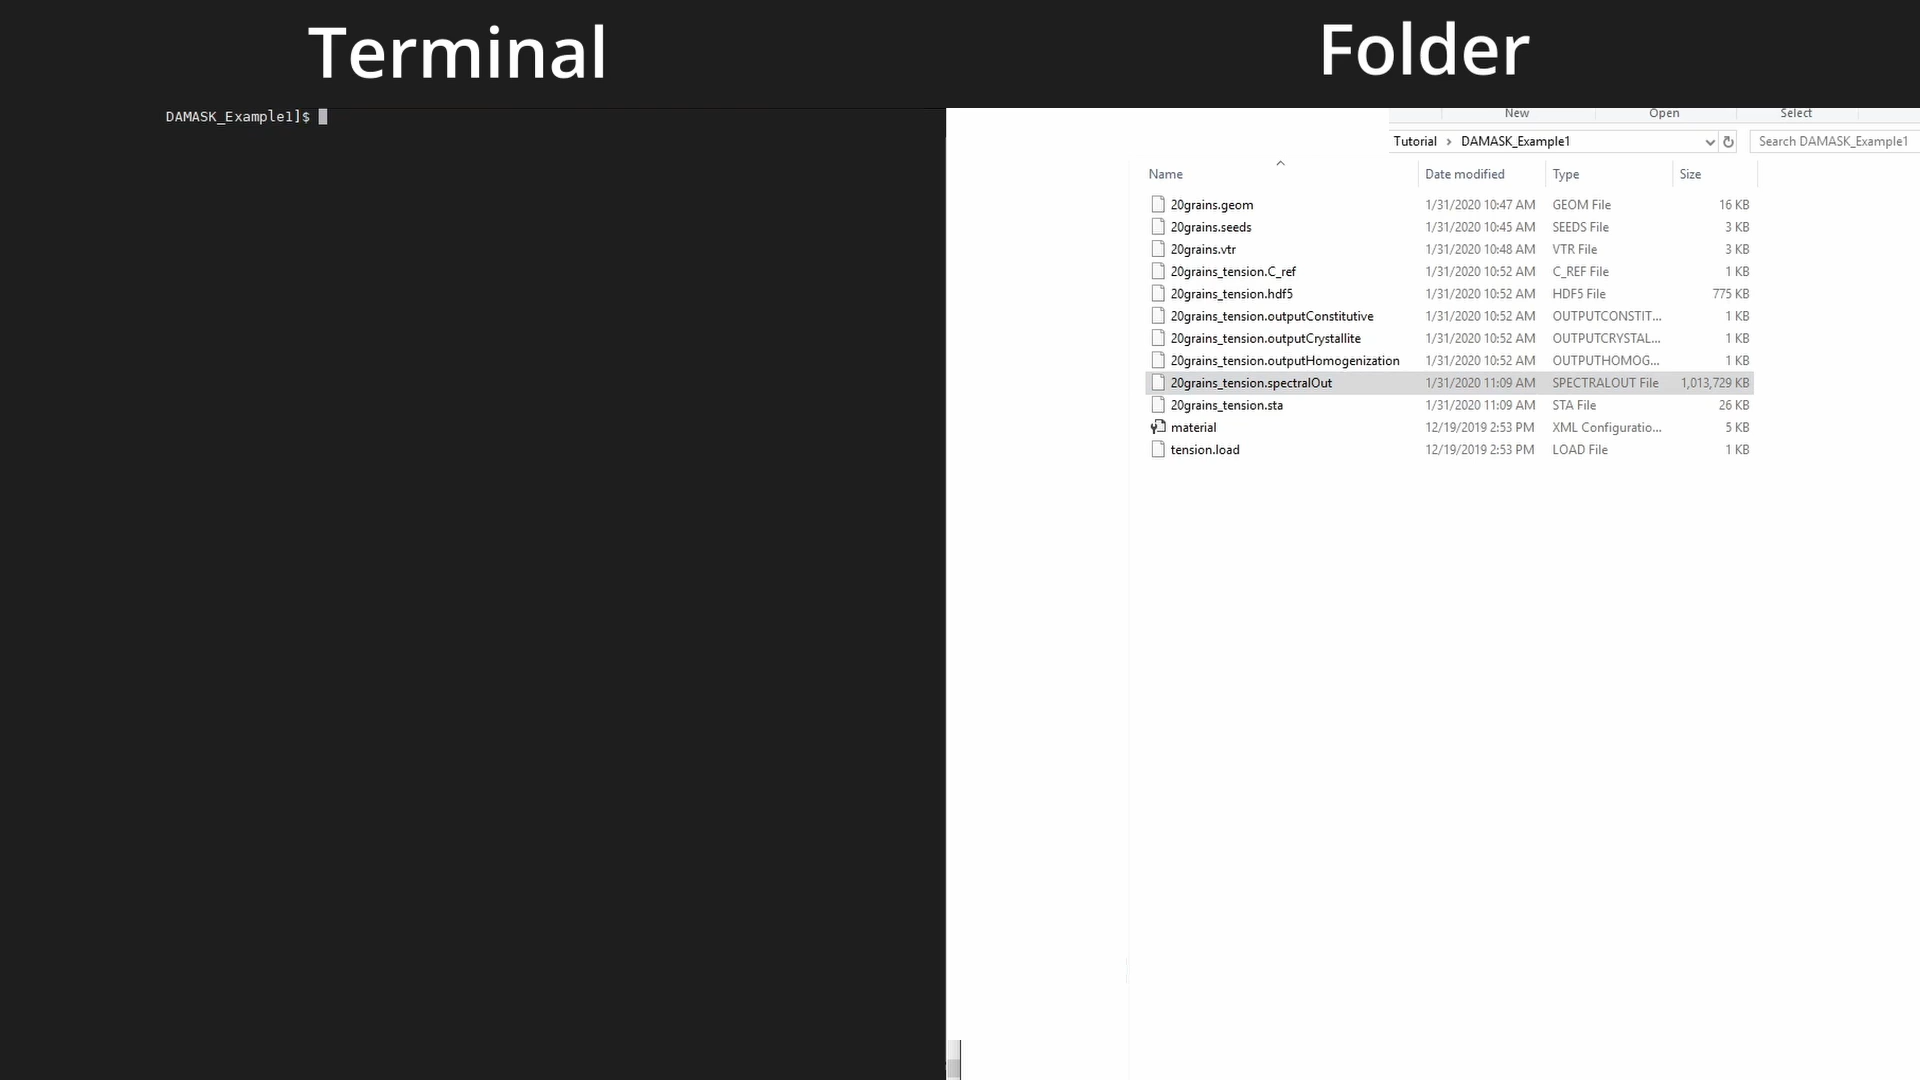 Terminal
Folder
DAMASK_Example1]$
New Open Select
Tutorial > DAMASK_Example1 Search DAMASK_Example1
Name Date modified Type Size
20grains.geom 1/31/2020 10:47 AM GEOM File 16 KB
20grains.seeds 1/31/2020 10:45 AM SEEDS File 3 KB
20grains.vtr 1/31/2020 10:48 AM VTR File 3 KB
20grains_tension.C_ref 1/31/2020 10:52 AM C_REF File 1 KB
20grains_tension.hdf5 1/31/2020 10:52 AM HDF5 File 775 KB
20grains_tension.outputConstitutive 1/31/2020 10:52 AM OUTPUTCONSTIT... 1 KB
20grains_tension.outputCrystallite 1/31/2020 10:52 AM OUTPUTCRYSTAL... 1 KB
20grains_tension.outputHomogenization 1/31/2020 10:52 AM OUTPUTHOMOG... 1 KB
20grains_tension.spectralOut 1/31/2020 11:09 AM SPECTRALOUT File 1,013,729 KB
20grains_tension.sta 1/31/2020 11:09 AM STA File 26 KB
material 12/19/2019 2:53 PM XML Configuratio... 5 KB
tension.load 12/19/2019 2:53 PM LOAD File 1 KB